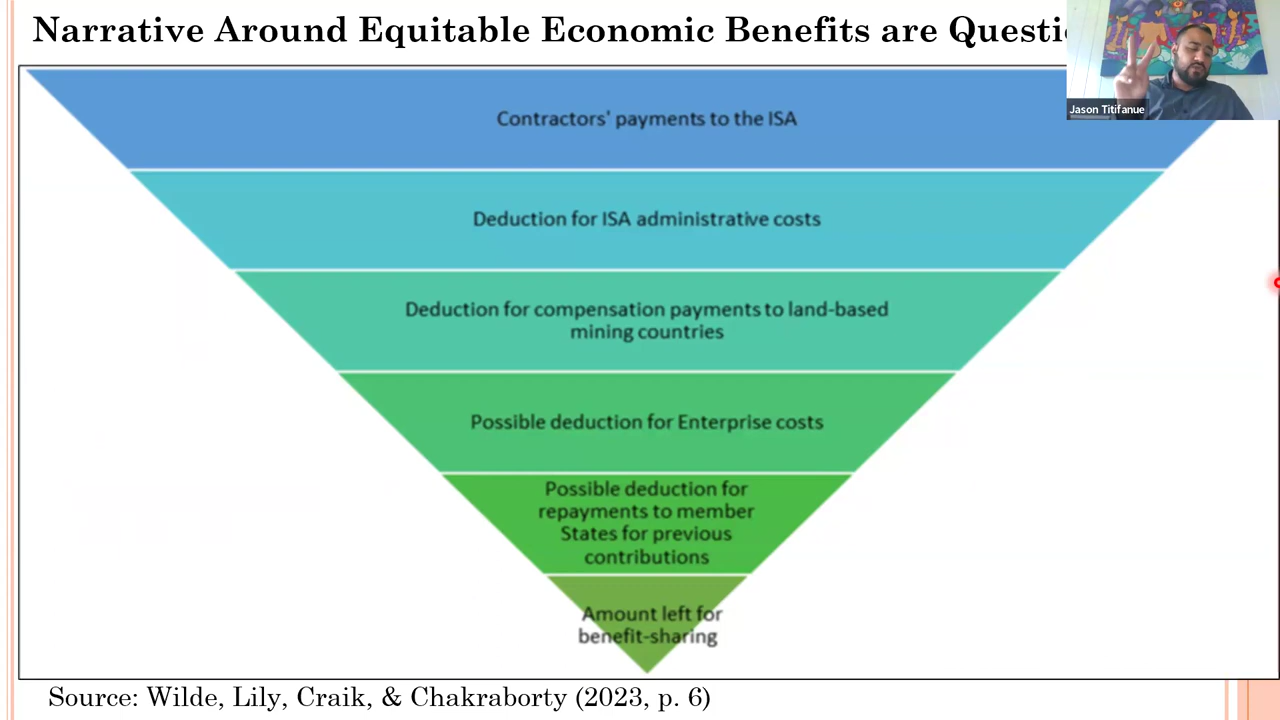 Narrative Around Equitable Economic Benefits are
Jason Titifanue
Contractors' payments to the ISA
Deduction for ISA administrative costs
Deduction for compensation payments to land-based
mining countries
Possible deduction for Enterprise costs
Possible deduction for
repayments to member
States for previous
contributions
Amount left for
benefit-sharing
Source: Wilde, Lily, Craik, & Chakraborty (2023, p. 6)